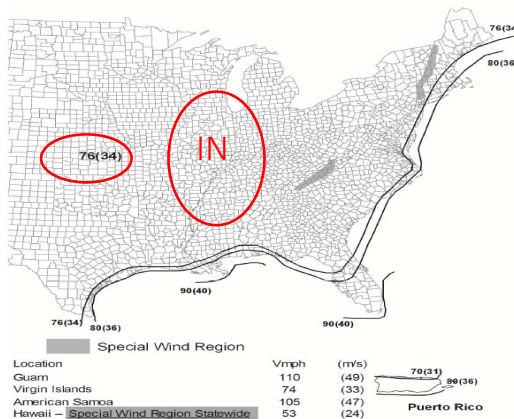 76(34)
80(36)
IN
76(34)
90(40)
76(34)
80(36)
90(40)
Special Wind Region
Location Vmph (m/s)
Guam 110 (49)
Virgin Islands 74 (33)
American Samoa 105 (47)
Hawaii – Special Wind Region Statewide 53 (24)
70(31)
80(36)
Puerto Rico